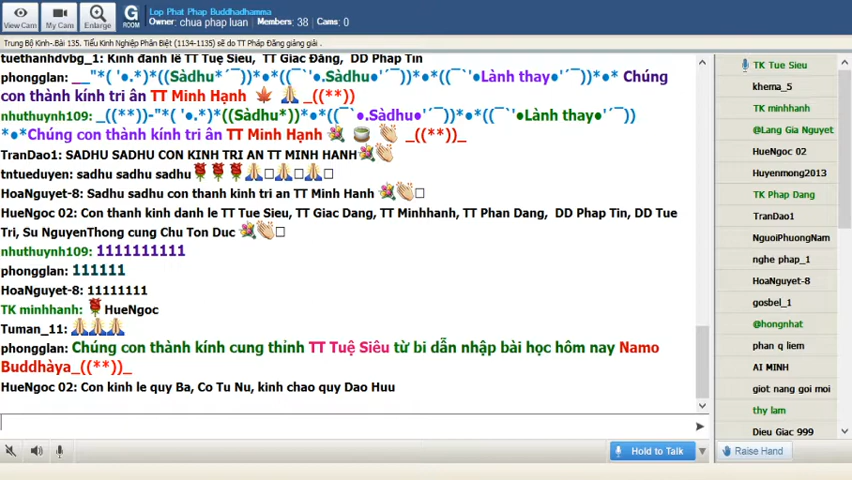 Lop Phat Phap Buddhadhamma
Owner: chua phap luan Members: 38 Cams: 0
View Cam
My Cam
Enlarge
G
ROOM
Trung Bộ Kinh-.Bài 135. Tiểu Kinh Nghiệp Phân Biệt (1134-1135) sẽ do TT Pháp Đăng giảng giải .
tuethanhdvbg_1: Kính đảnh lễ TT Tuệ Siêu, TT Giác Đẳng, DD Pháp Tín
phongglan: __"*( '●.*)*((Sàdhu*´¯)*●*((¯`'●.Sàdhu●'´¯)*●*((¯`'●Lành thay●'´¯)*●* Chúng
con thành kính tri ân TT Minh Hạnh 🍁 🙏 _((**))
nhuthuynh109: _((**))-"*( '●.*)*((Sàdhu*))*●*((¯`●.Sàdhu●'´¯)*●*((¯`'●Lành thay●'´¯))
*●*Chúng con thành kính tri ân TT Minh Hạnh 💐 🍵 👏 _((**))_
TranDao1: SADHU SADHU CON KINH TRI AN TT MINH HANH💐👏
tntueduyen: sadhu sadhu sadhu 🌹🌹🌹🙏□🙏□🙏□
HoaNguyet-8: Sadhu sadhu con thanh kinh tri an TT Minh Hanh 💐👏□
HueNgoc 02: Con thanh kinh danh le TT Tue Sieu, TT Giac Dang, TT Minhhanh, TT Phan Dang, DD Phap Tin, DD Tue
Tri, Su NguyenThong cung Chu Ton Duc 💐👏□
nhuthuynh109: 1111111111
phongglan: 111111
HoaNguyet-8: 11111111
TK minhhanh: 🌹HueNgoc
Tuman_11: 🙏🙏🙏
phongglan: Chúng con thành kính cung thỉnh TT Tuệ Siêu từ bi dẫn nhập bài học hôm nay Namo
Buddhàya_((**))_
HueNgoc 02: Con kinh le quy Ba, Co Tu Nu, kinh chao quy Dao Huu
Hold to Talk
TK Tue Sieu
khema_5
TK minhhanh
@Lang Gia Nguyet
HueNgoc 02
Huyenmong2013
TK Phap Dang
TranDao1
NguoiPhuongNam
nghe phap_1
HoaNguyet-8
gosbel_1
@hongnhat
phan q liem
AI MINH
giot nang goi moi
thy lam
Dieu Giac 999
Raise Hand